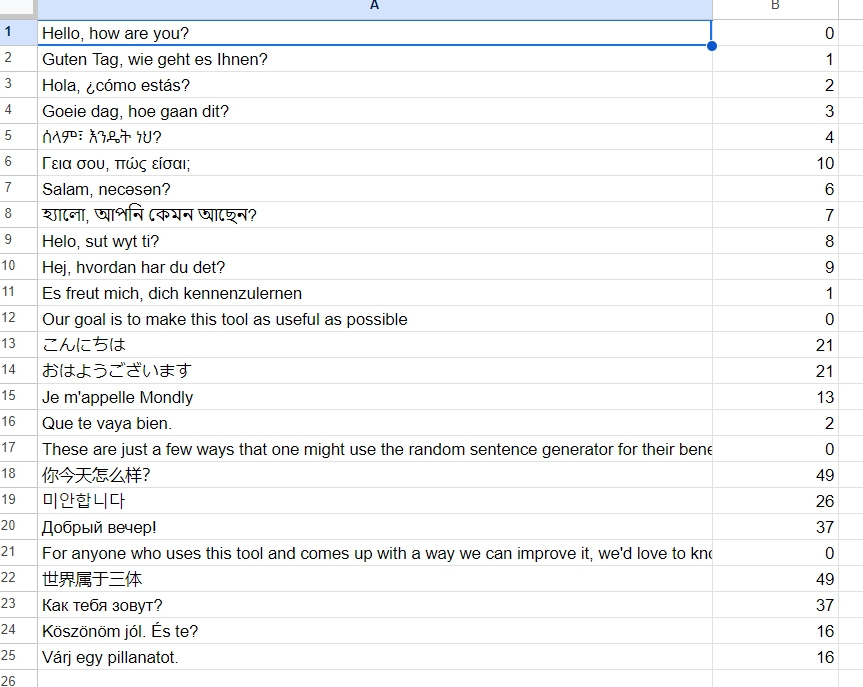 A B
1 Hello, how are you? 0
2 Guten Tag, wie geht es Ihnen? 1
3 Hola, ¿cómo estás? 2
4 Goeie dag, hoe gaan dit? 3
5 ሰላም፣ እንዴት ነህ? 4
6 Γεια σου, πώς είσαι; 10
7 Salam, necəsən? 6
8 হ্যালো, আপনি কেমন আছেন? 7
9 Helo, sut wyt ti? 8
10 Hej, hvordan har du det? 9
11 Es freut mich, dich kennenzulernen 1
12 Our goal is to make this tool as useful as possible 0
13 こんにちは 21
14 おはようございます 21
15 Je m'appelle Mondly 13
16 Que te vaya bien. 2
17 These are just a few ways that one might use the random sentence generator for their bene 0
18 你今天怎么样? 49
19 미안합니다 26
20 Добрый вечер! 37
21 For anyone who uses this tool and comes up with a way we can improve it, we'd love to kno 0
22 世界属于三体 49
23 Как тебя зовут? 37
24 Köszönöm jól. És te? 16
25 Várj egy pillanatot. 16
26